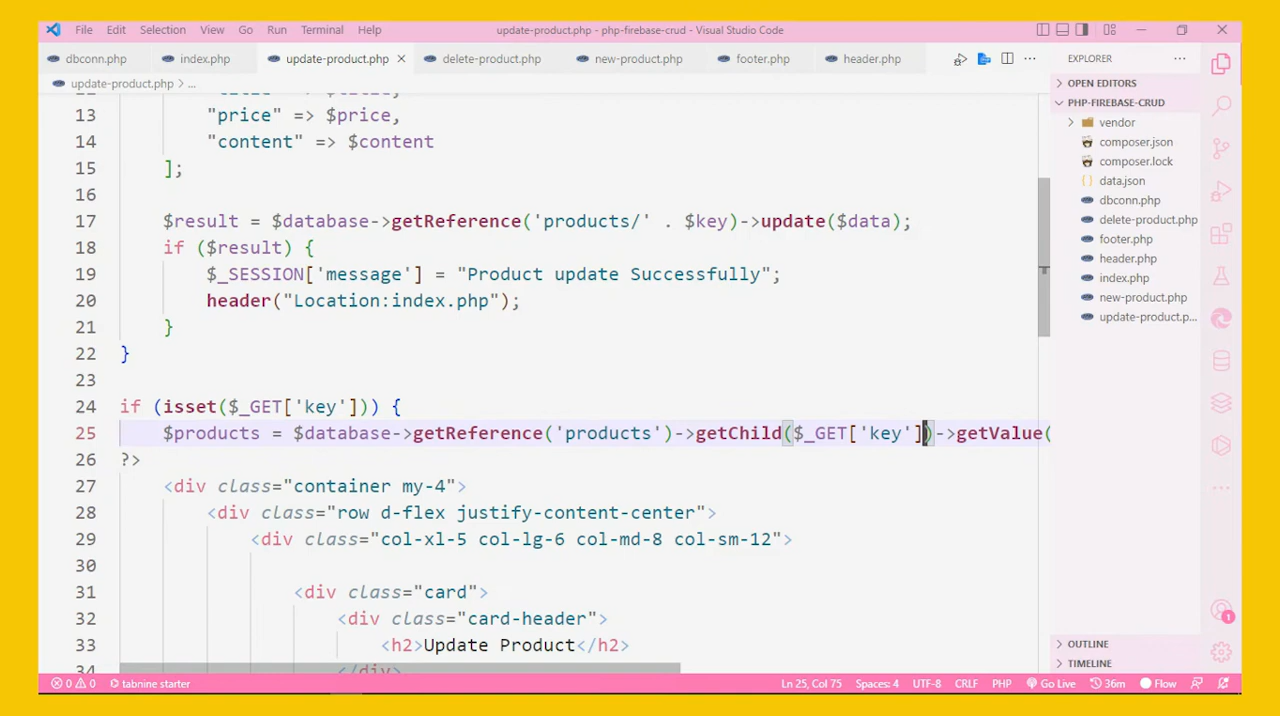 File Edit Selection View Go Run Terminal Help update-product.php - php-firebase-crud - Visual Studio Code
dbconn.php index.php update-product.php delete-product.php new-product.php footer.php header.php
update-product.php > ...
13 "price" => $price,
14 "content" => $content
15 ];
16
17 $result = $database->getReference('products/' . $key)->update($data);
18 if ($result) {
19 $_SESSION['message'] = "Product update Successfully";
20 header("Location:index.php");
21 }
22 }
23
24 if (isset($_GET['key'])) {
25 $products = $database->getReference('products')->getChild($_GET['key'])->getValue(
26 ?>
27 <div class="container my-4">
28 <div class="row d-flex justify-content-center">
29 <div class="col-xl-5 col-lg-6 col-md-8 col-sm-12">
30
31 <div class="card">
32 <div class="card-header">
33 <h2>Update Product</h2>
34 </div>
EXPLORER
OPEN EDITORS
PHP-FIREBASE-CRUD
vendor
composer.json
composer.lock
data.json
dbconn.php
delete-product.php
footer.php
header.php
index.php
new-product.php
update-product.p...
OUTLINE
TIMELINE
1
0 0 tabnine starter Ln 25, Col 75 Spaces: 4 UTF-8 CRLF PHP Go Live 36m Flow